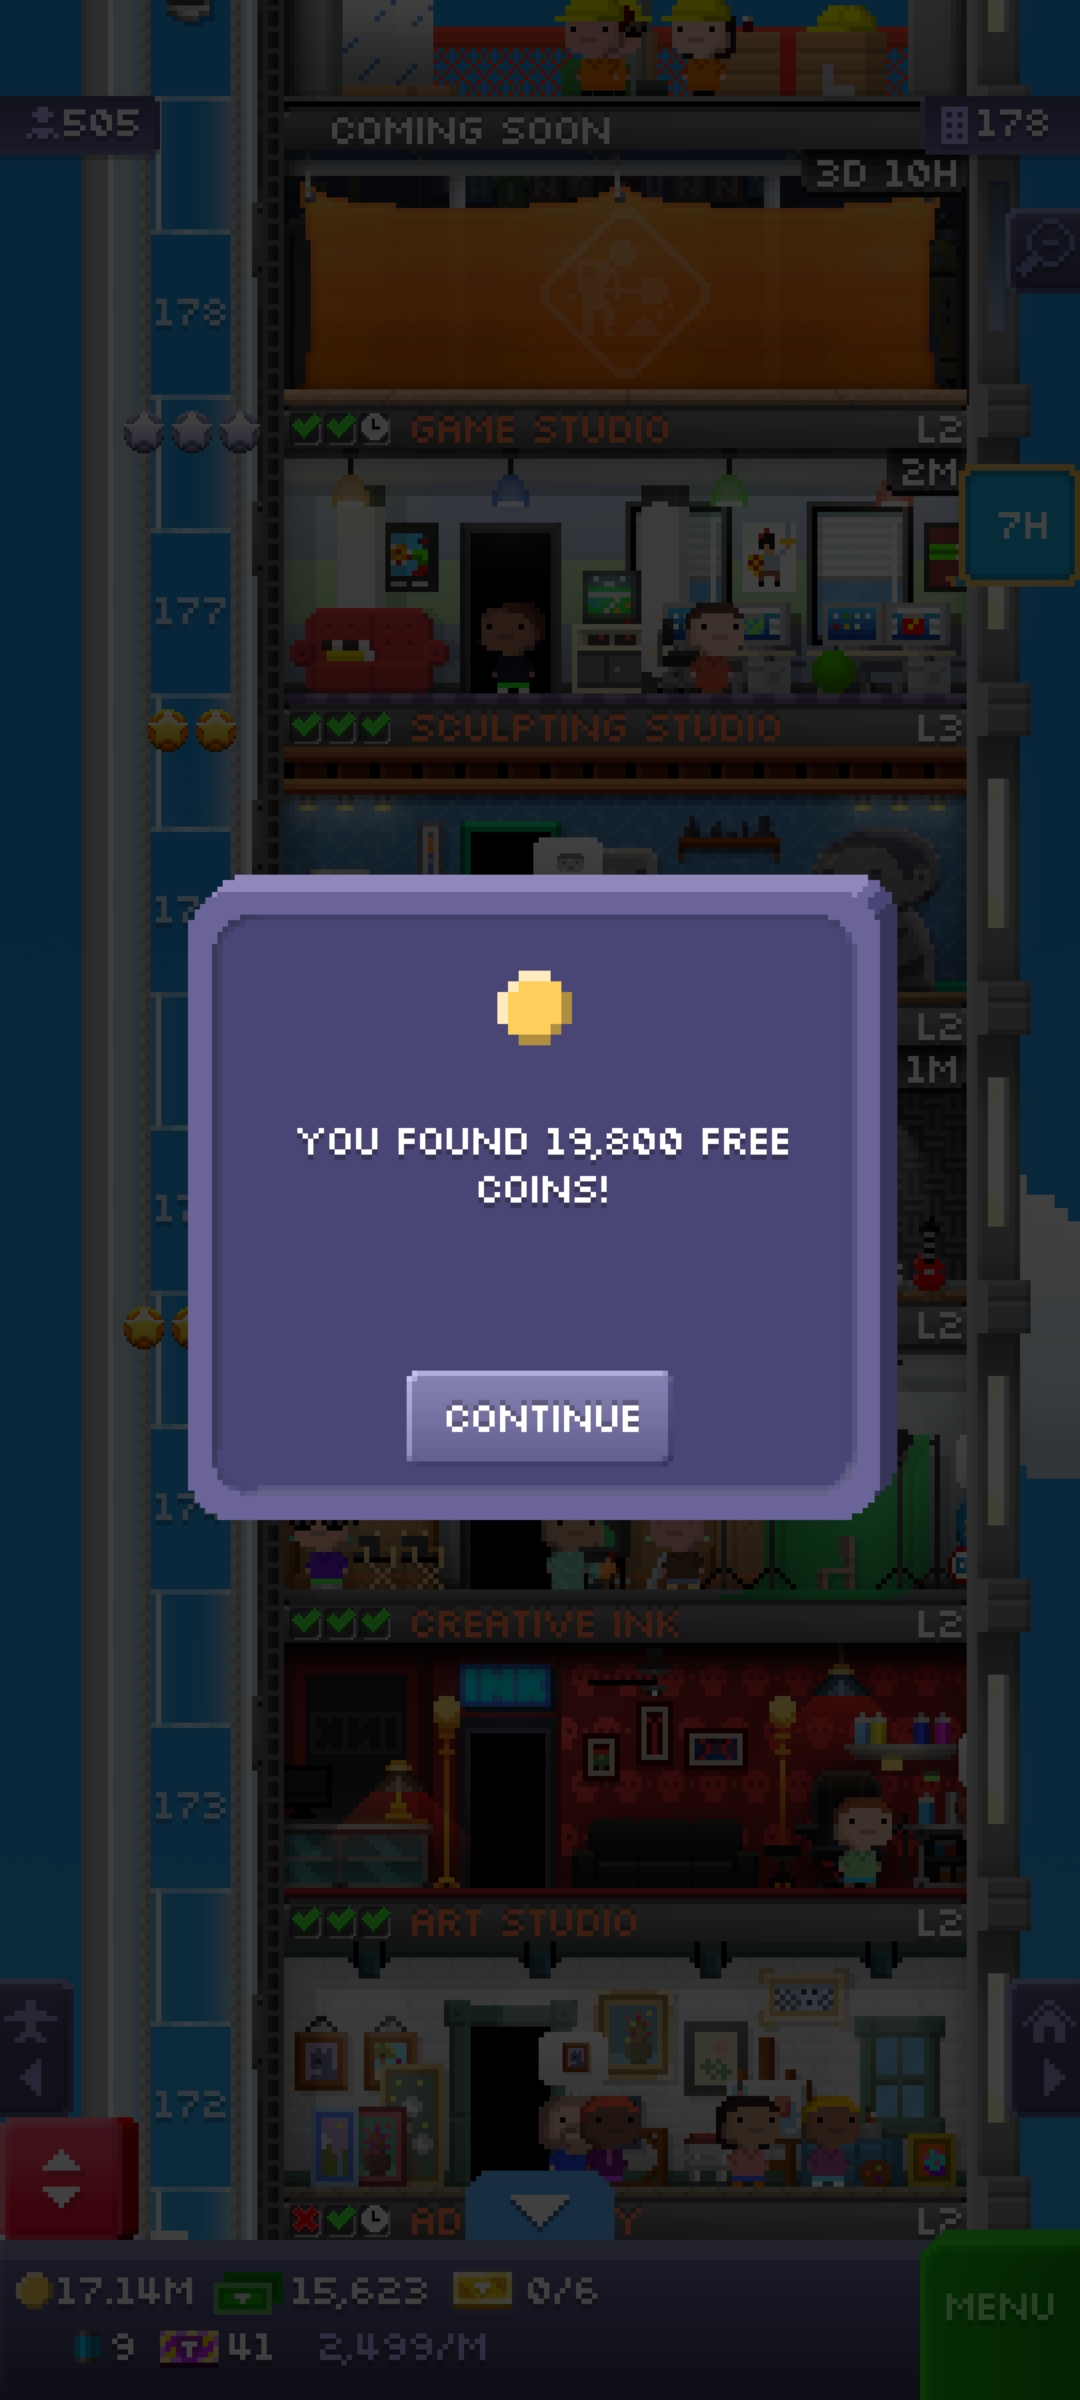 505
COMING SOON
178
3D 10H
178
GAME STUDIO
L2
2M
7H
177
SCULPTING STUDIO
L3
L2
1M
YOU FOUND 19,800 FREE
COINS!
L2
CONTINUE
CREATIVE INK
L2
INK
173
ART STUDIO
L2
172
L2
17.14M
15,623
0/6
MENU
9
41
2,499/M